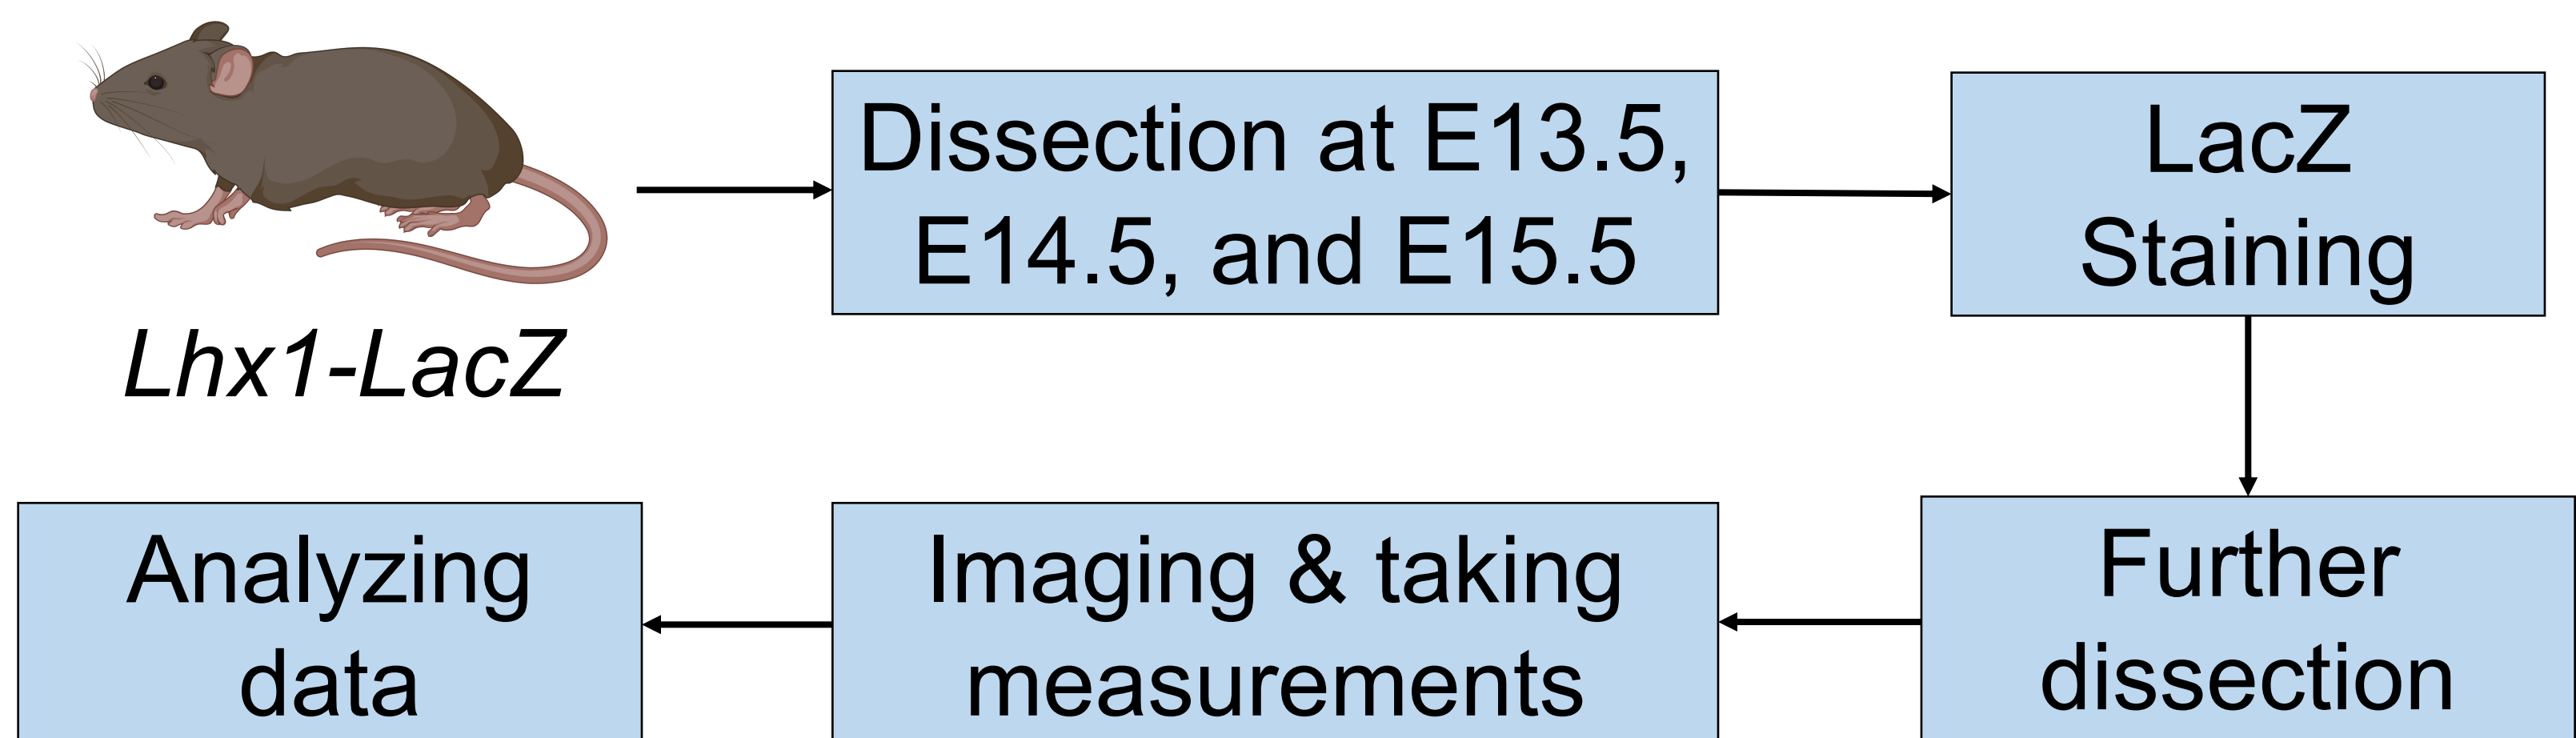 Lhx1-LacZ
Dissection at E13.5,
E14.5, and E15.5
LacZ
Staining
Further
dissection
Imaging & taking
measurements
Analyzing
data